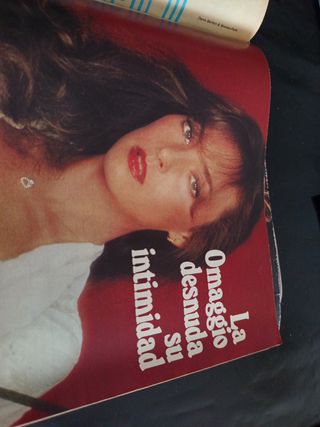 La
Omaggio
desnuda
su
intimidad